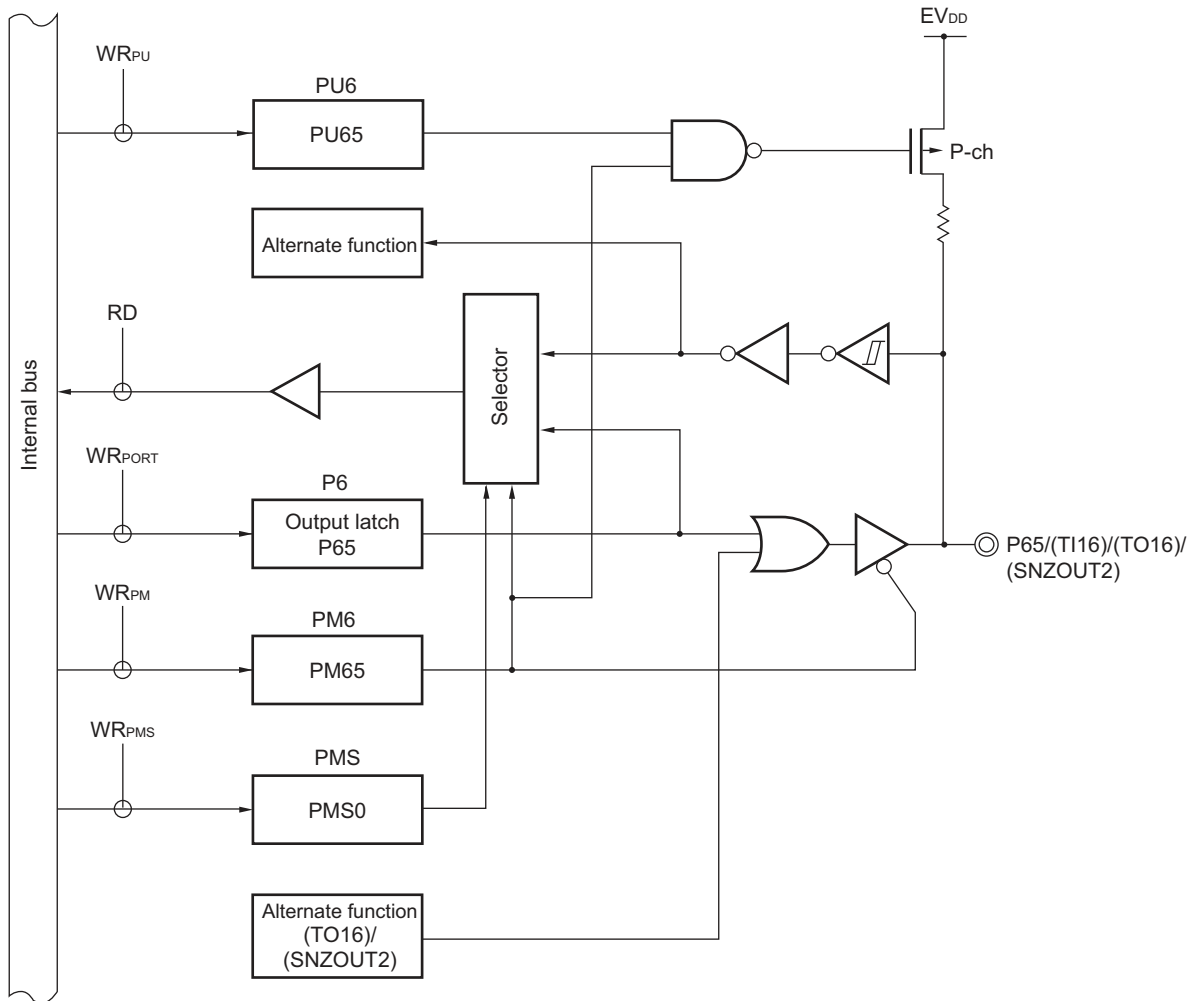 EVDD
WRPU
PU6
PU65
P-ch
Alternate function
RD
Selector
Internal bus
WRPORT
P6
Output latch
P65
P65/(TI16)/(TO16)/
(SNZOUT2)
WRPM
PM6
PM65
WRPMS
PMS
PMS0
Alternate function
(TO16)/
(SNZOUT2)